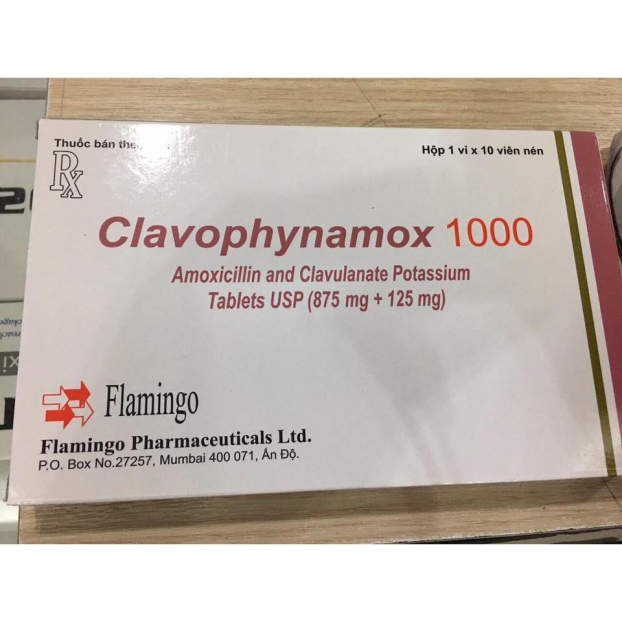 Thuốc bán the
Hộp 1 vỉ x 10 viên nén
Rx
Clavophynamox 1000
Amoxicillin and Clavulanate Potassium
Tablets USP (875 mg + 125 mg)
Flamingo
Flamingo Pharmaceuticals Ltd.
P.O. Box No.27257, Mumbai 400 071, Ấn Độ.